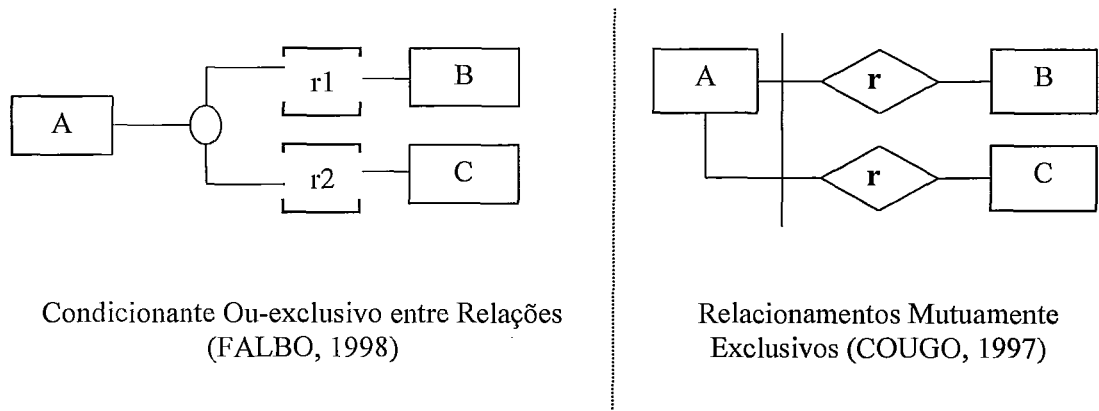 A
r1
B
r2
C
Condicionante Ou-exclusivo entre Relações
(FALBO, 1998)
A
r
B
r
C
Relacionamentos Mutuamente
Exclusivos (COUGO, 1997)